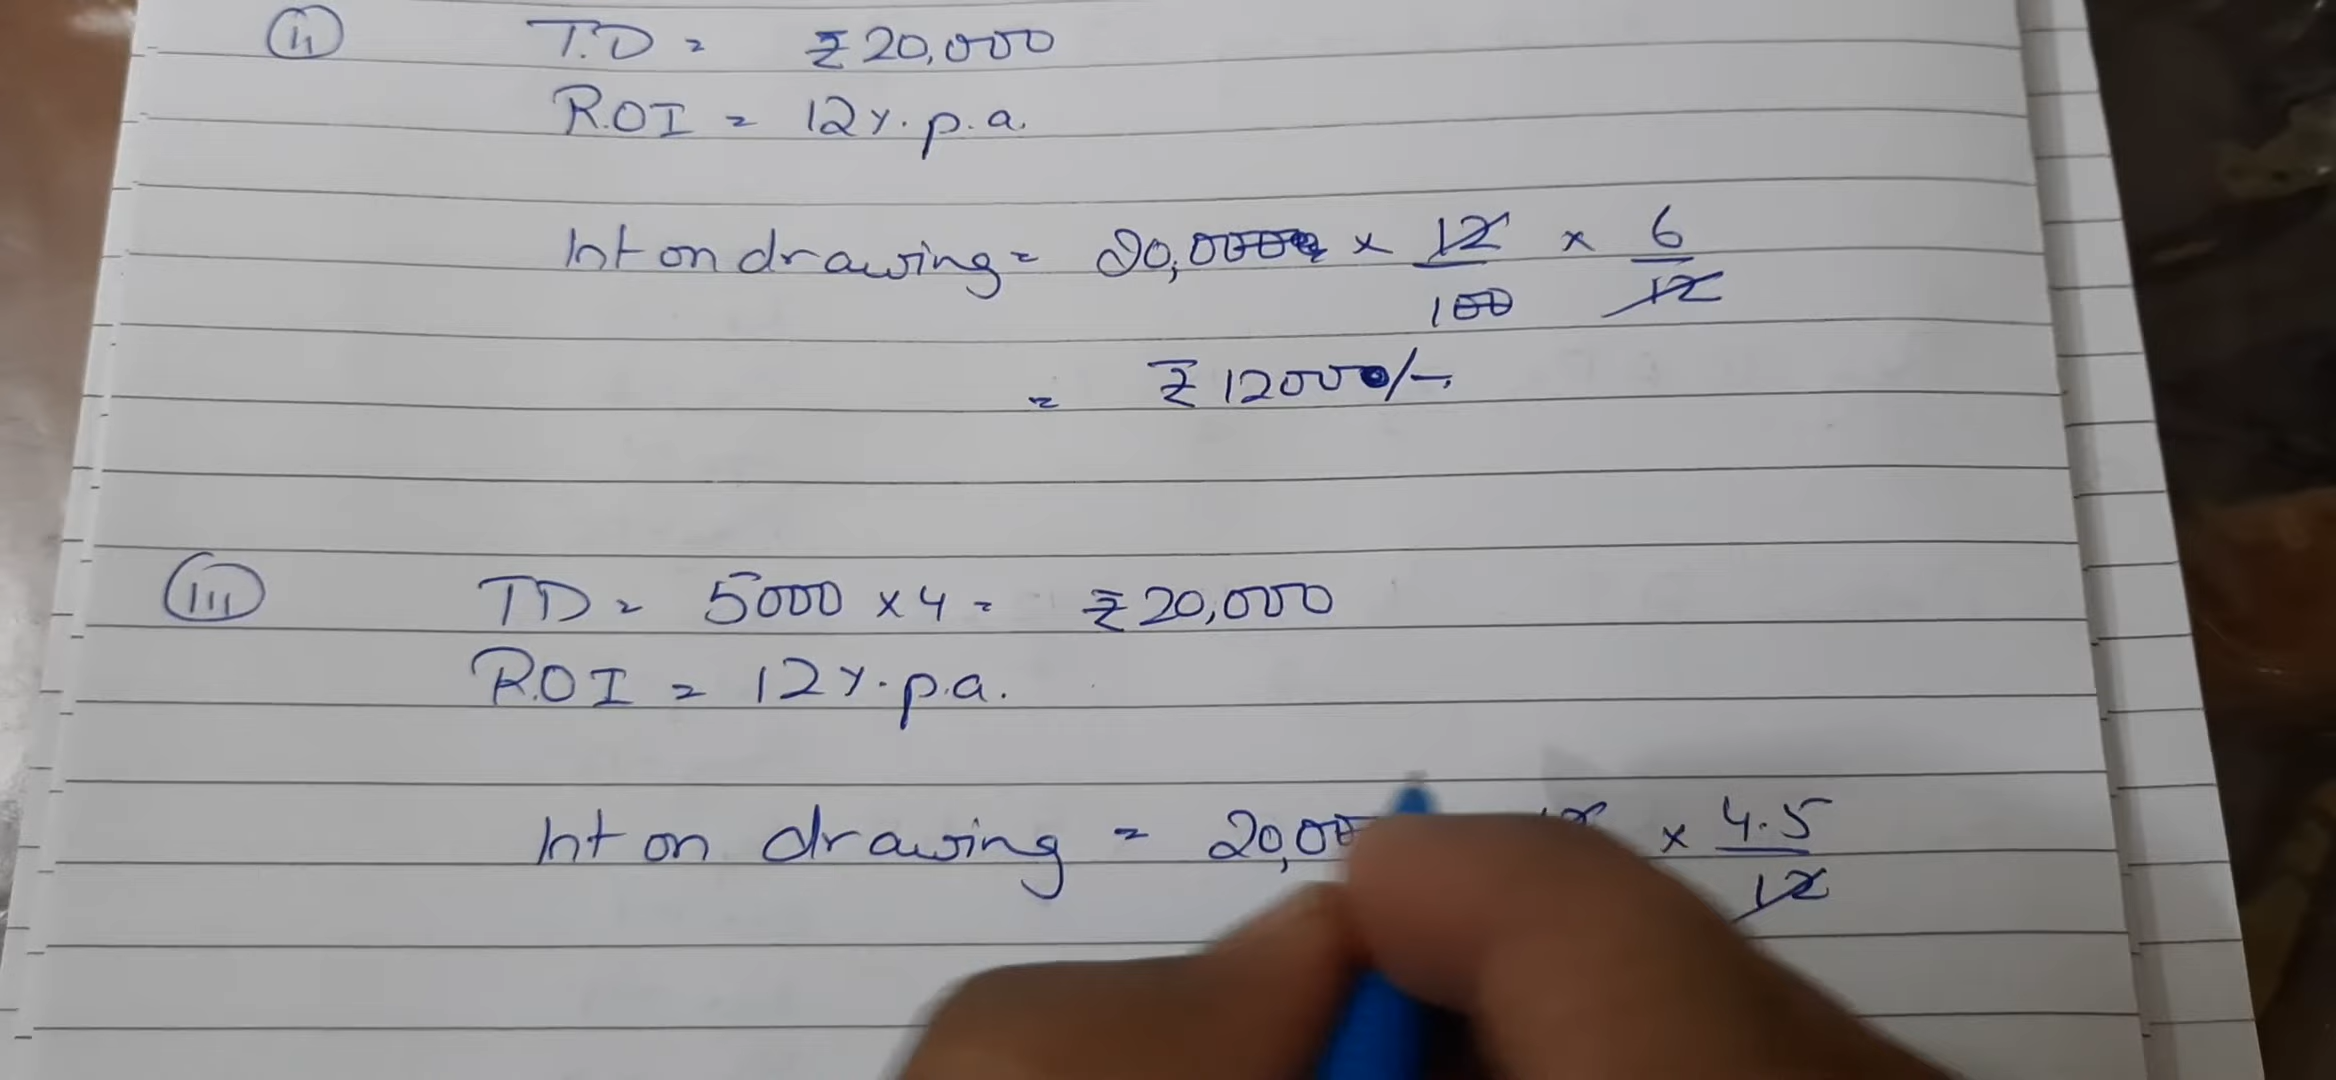 (ii) T.D = ₹20,000
R.O.I = 12%. p.a.
Int on drawing = 20,000 x 12/100 x 6/12
= ₹1200/-
(iii) TD = 5000 x 4 = ₹20,000
R.O.I = 12%. p.a.
Int on drawing = 20,00 x 4.5/12